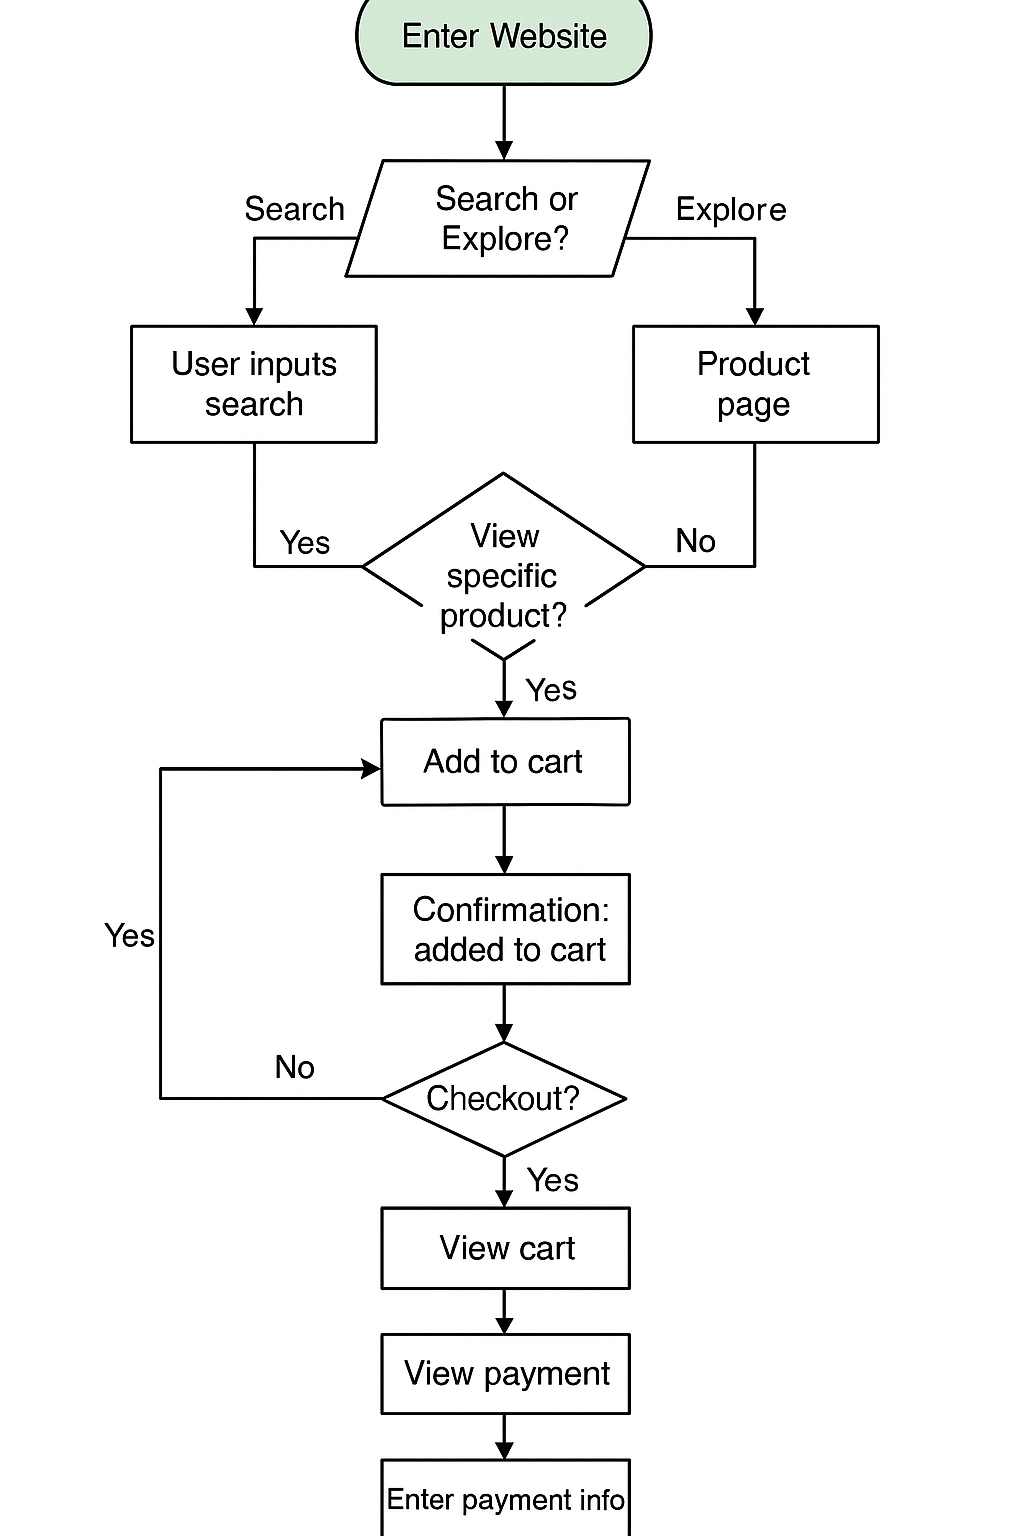 Enter Website
Search or
Explore?
Search
Explore
User inputs
search
Product
page
View
specific
product?
Yes
No
Yes
Add to cart
Confirmation:
added to cart
Yes
No
Checkout?
Yes
View cart
View payment
Enter payment info